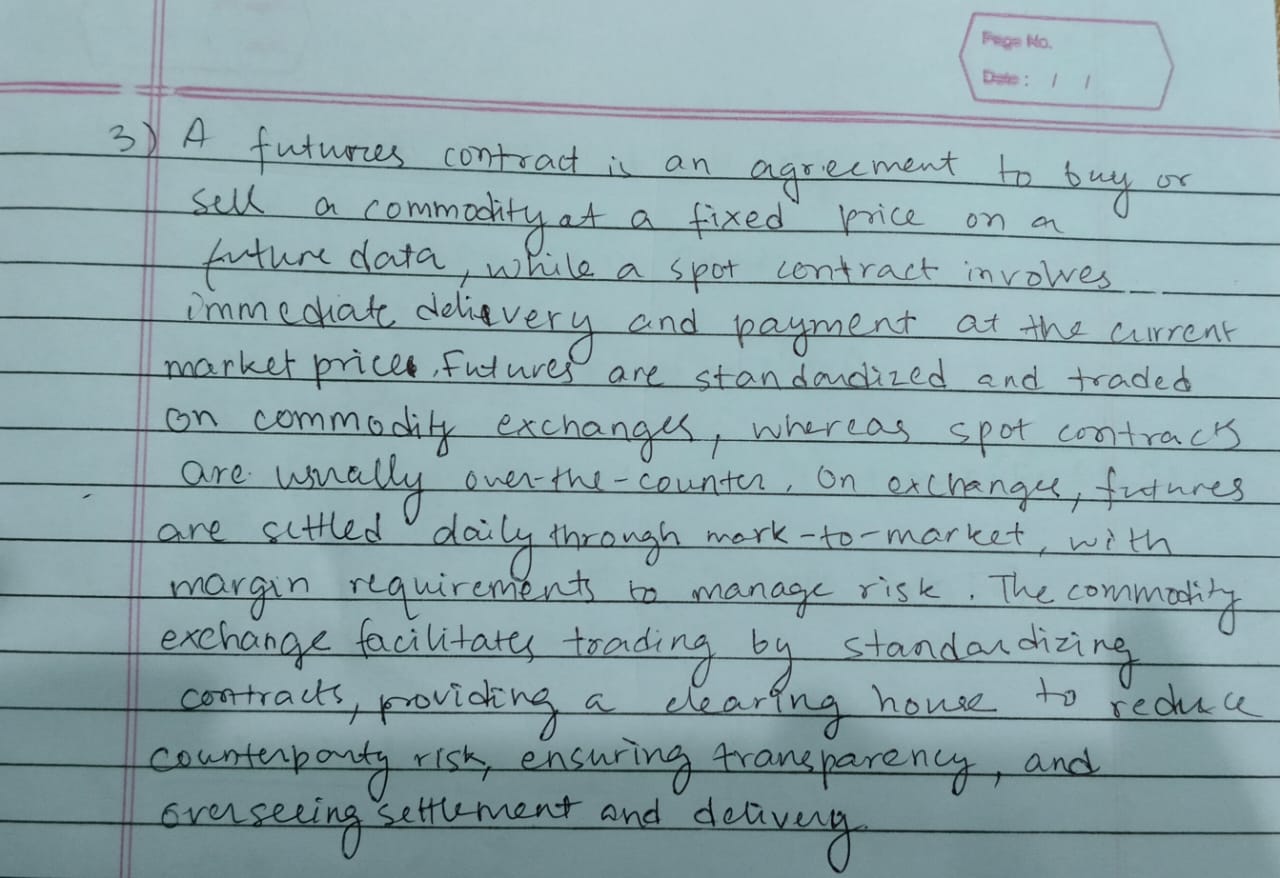 Page No.
Date: / /
3) A futures contract is an agreement to buy or
sell a commodity at a fixed price on a
future data, while a spot contract involves
immediate delivery and payment at the current
market price. Futures are standardized and traded
on commodity exchanges, whereas spot contracts
are usually over-the-counter. On exchanges, futures
are settled daily through mark-to-market, with
margin requirements to manage risk. The commodity
exchange facilitates trading by standardizing
contracts, providing a clearing house to reduce
counterparty risk, ensuring transparency, and
overseeing settlement and delivery.